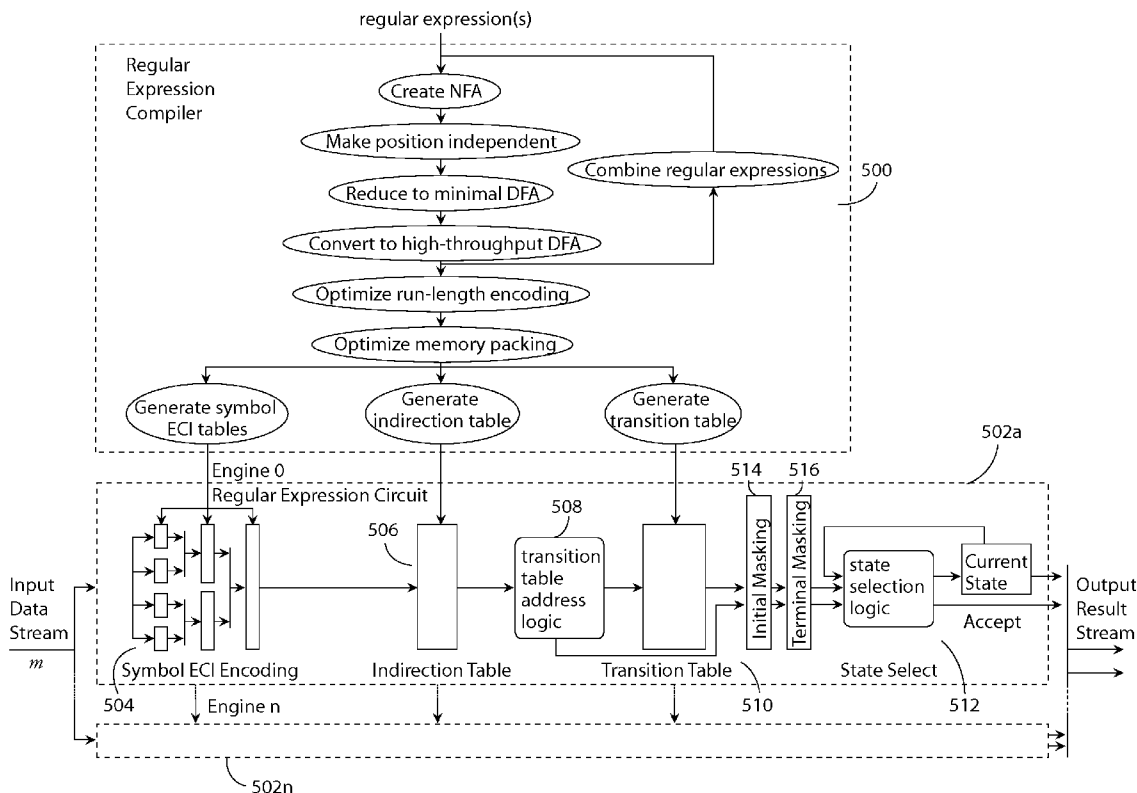 regular expression(s)
Regular
Expression
Compiler
Create NFA
Make position independent
Combine regular expressions
500
Reduce to minimal DFA
Convert to high-throughput DFA
Optimize run-length encoding
Optimize memory packing
Generate symbol
ECI tables
Generate
indirection table
Generate
transition table
502a
Engine 0
Regular Expression Circuit
514
516
506
508
transition
table
address
logic
Initial Masking
Terminal Masking
state
selection
logic
Current
State
Accept
Input
Data
Stream
m
Output
Result
Stream
Symbol ECI Encoding
Indirection Table
Transition Table
State Select
504
510
512
Engine n
502n